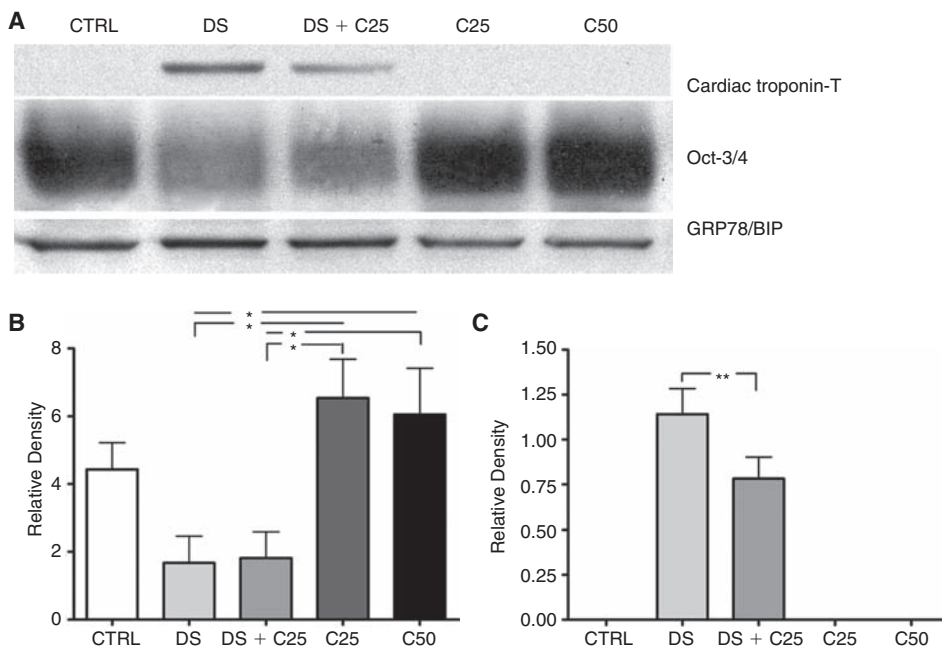 A
CTRL DS DS + C25 C25 C50
Cardiac troponin-T
Oct-3/4
GRP78/BIP
B
*
*
*
*
8
6
4
2
0
Relative Density
CTRL DS DS + C25 C25 C50
C
**
1.50
1.25
1.00
0.75
0.50
0.25
0.00
Relative Density
CTRL DS DS + C25 C25 C50